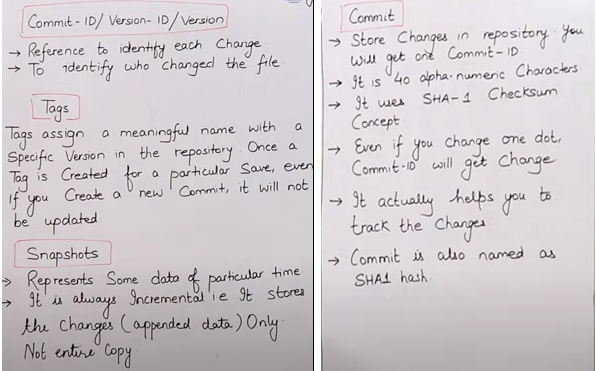 Commit - ID / Version - ID / Version
→ Reference to identify each Change
→ To identify who changed the file.
Tags
Tags assign a meaningful name with a
Specific Version in the repository. Once a
Tag is Created for a particular Save, even
if you Create a new Commit, it will not
be updated
Snapshots
→ Represents Some data of particular time
→ It is always Incremental i.e It stores
the Changes (appended data) Only.
Not entire Copy
Commit
→ Store Changes in repository. You
will get one Commit-ID.
→ It is 40 alpha-numeric Characters.
→ It uses SHA-1 Checksum
Concept
→ Even if you change one dot,
Commit-ID will get Change
→ It actually helps you to
track the Changes.
→ Commit is also named as
SHA1 hash.